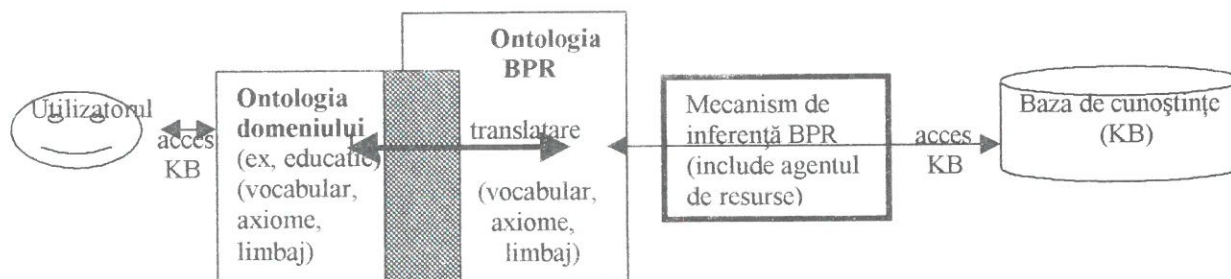 Utilizatorul
acces
KB
Ontologia
domeniului
(ex, educatie)
(vocabular,
axiome,
limbaj)
Ontologia
BPR
translatare
(vocabular,
axiome,
limbaj)
Mecanism de
inferență BPR
(include agentul
de resurse)
acces
KB
Baza de cunoştințe
(KB)